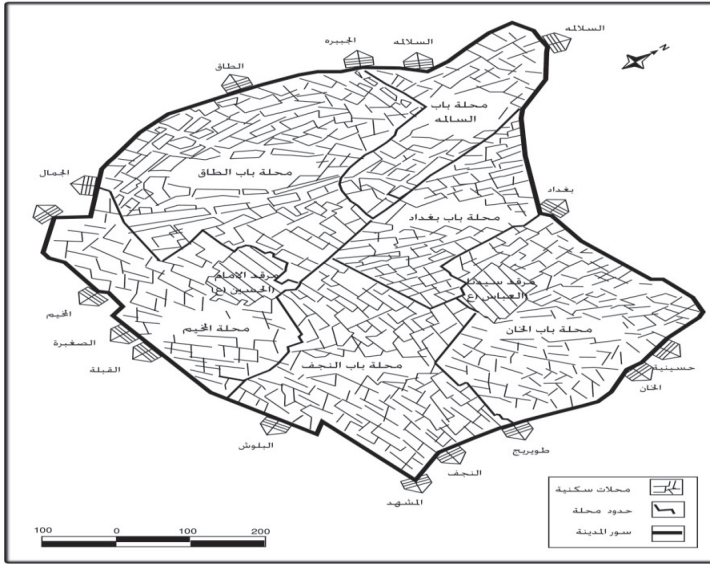 السلالمه
الجبيره
السلالمه
N
الطاق
محلة باب
السالمه
محلة باب الطاق
الجمال
بغداد
محلة باب بغداد
مرقد الامام
الحسين (ع)
مرقد سيدنا
العباس (ع)
المخيم
محلة المخيم
محلة باب الخان
الصغيرة
القبلة
محلة باب النجف
حسينية
الخان
البلوش
طويريج
النجف
المشهد
محلات سكنية
حدود محلة
سور المدينة
100 0 100 200